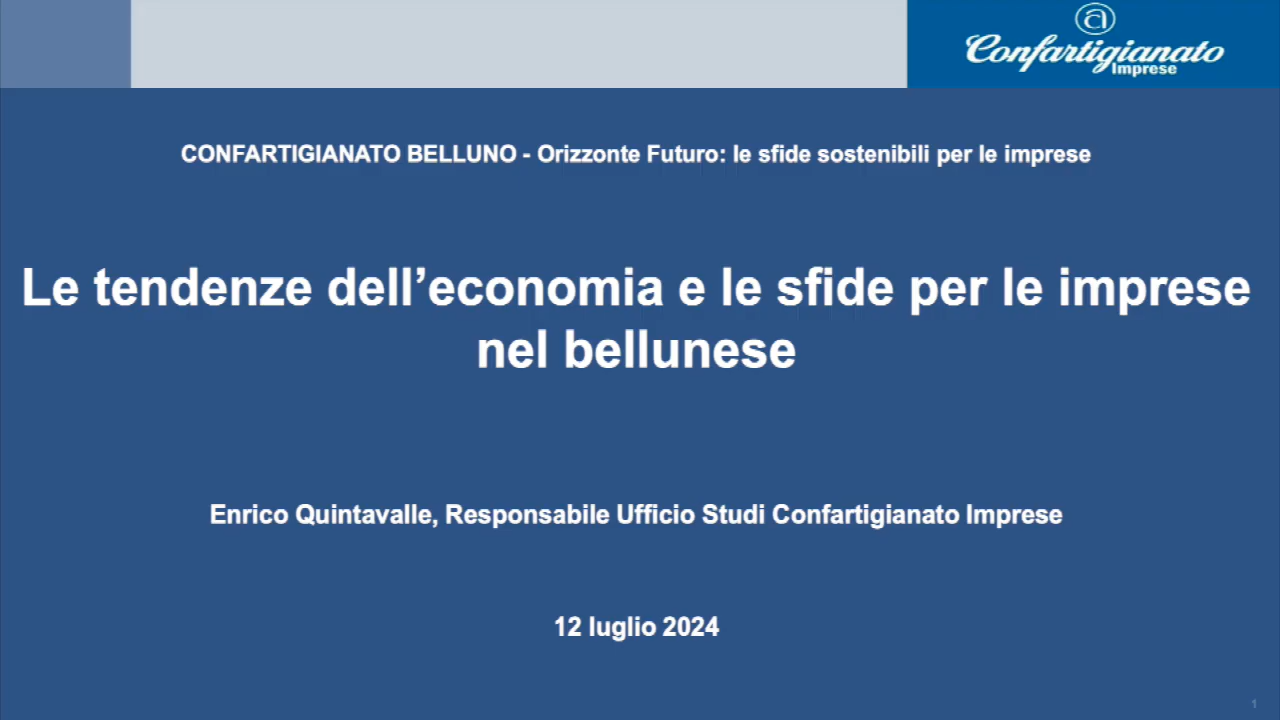 Confartigianato
Imprese
CONFARTIGIANATO BELLUNO - Orizzonte Futuro: le sfide sostenibili per le imprese
Le tendenze dell’economia e le sfide per le imprese
nel bellunese
Enrico Quintavalle, Responsabile Ufficio Studi Confartigianato Imprese
12 luglio 2024
1